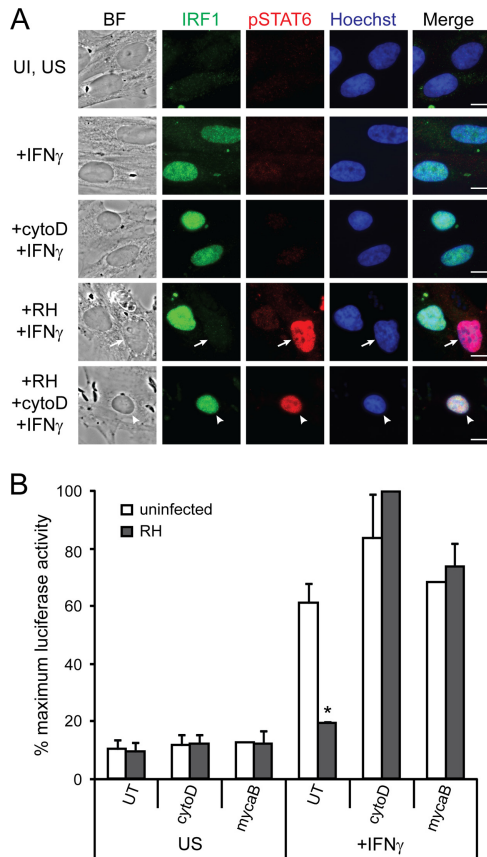 A
BF IRF1 pSTAT6 Hoechst Merge
UI, US
+IFNγ
+cytoD
+IFNγ
+RH
+IFNγ
+RH
+cytoD
+IFNγ
B
% maximum luciferase activity
100
80
60
40
20
0
uninfected
RH
*
UT cytoD mycaB UT cytoD mycaB
US +IFNγ